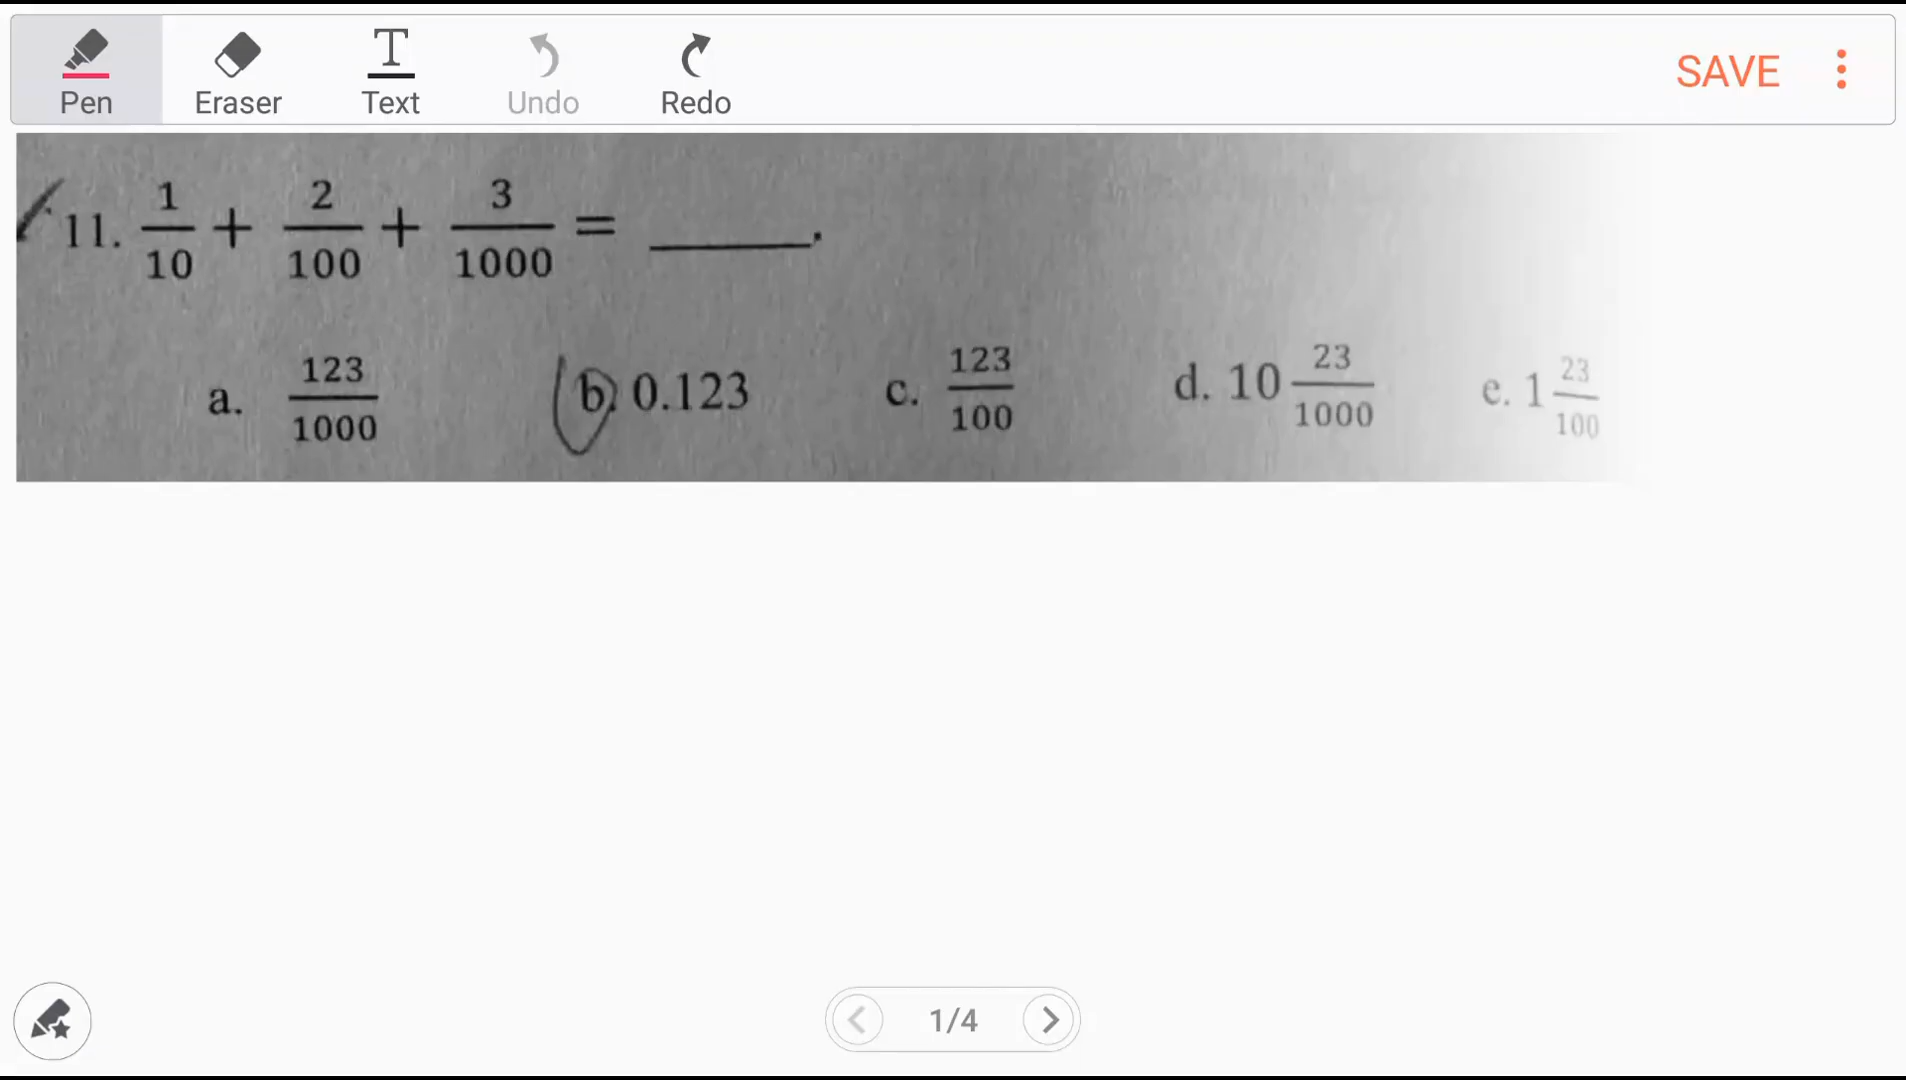 Pen Eraser Text Undo Redo SAVE
11. 1/10 + 2/100 + 3/1000 = _____.
a. 123/1000 b. 0.123 c. 123/100 d. 10 23/1000 e. 1 23/100
1/4